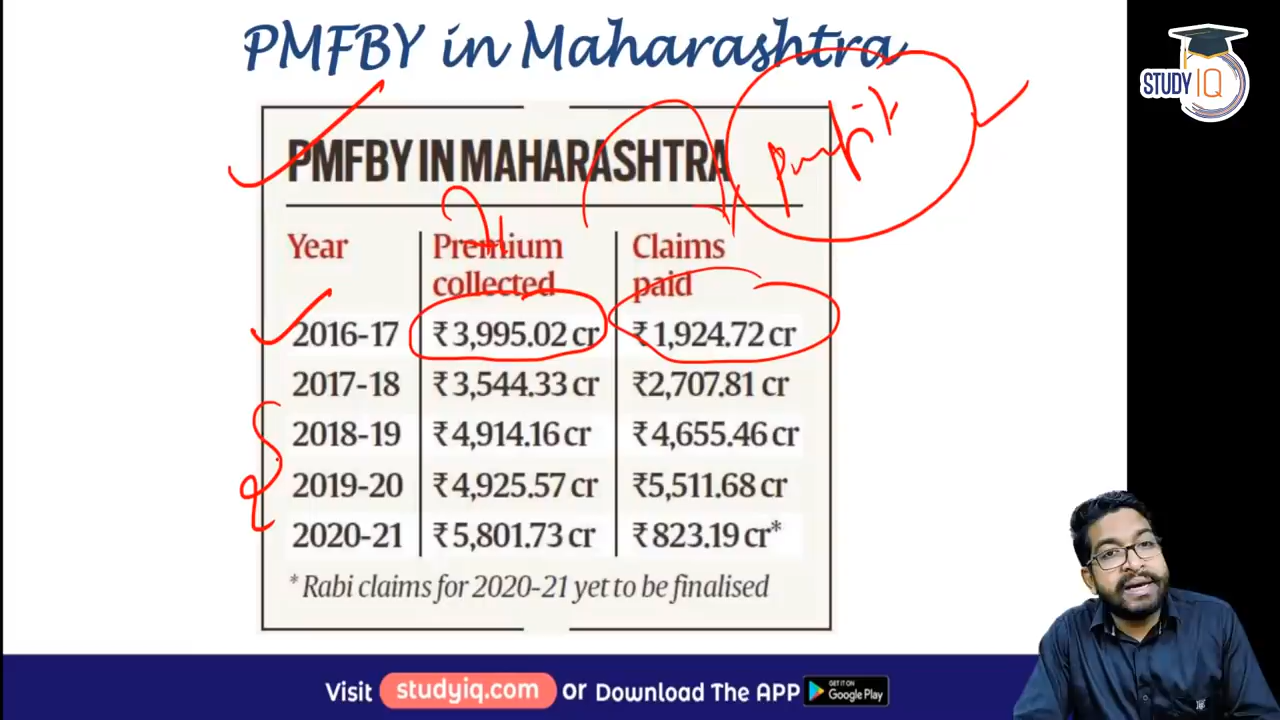 PMFBY in Maharashtra
STUDY IQ
PMFBY IN MAHARASHTRA
profit
Year Premium collected Claims paid
2016-17 ₹3,995.02 cr ₹1,924.72 cr
2017-18 ₹3,544.33 cr ₹2,707.81 cr
2018-19 ₹4,914.16 cr ₹4,655.46 cr
2019-20 ₹4,925.57 cr ₹5,511.68 cr
2020-21 ₹5,801.73 cr ₹823.19 cr*
* Rabi claims for 2020-21 yet to be finalised
Visit studyiq.com or Download The APP GET IT ON Google Play